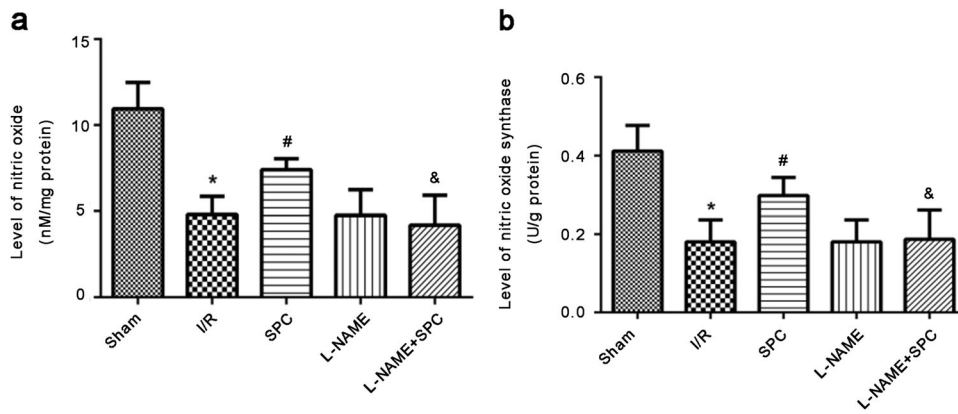 a
Level of nitric oxide
(nM/mg protein)
15
10
5
0
*
#
&
Sham
I/R
SPC
L-NAME
L-NAME+SPC
b
Level of nitric oxide synthase
(U/g protein)
0.6
0.4
0.2
0.0
*
#
&
Sham
I/R
SPC
L-NAME
L-NAME+SPC